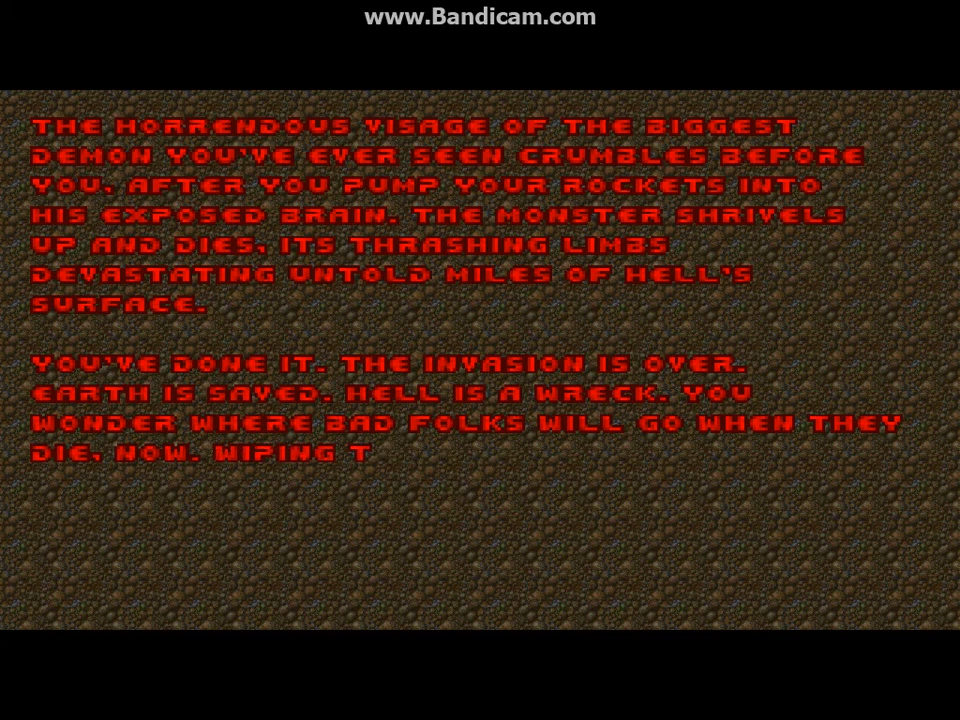 www.Bandicam.com
THE HORRENDOUS VISAGE OF THE BIGGEST
DEMON YOU'VE EVER SEEN CRUMBLES BEFORE
YOU, AFTER YOU PUMP YOUR ROCKETS INTO
HIS EXPOSED BRAIN. THE MONSTER SHRIVELS
UP AND DIES, ITS THRASHING LIMBS
DEVASTATING UNTOLD MILES OF HELL'S
SURFACE.
YOU'VE DONE IT. THE INVASION IS OVER.
EARTH IS SAVED. HELL IS A WRECK. YOU
WONDER WHERE BAD FOLKS WILL GO WHEN THEY
DIE, NOW. WIPING T